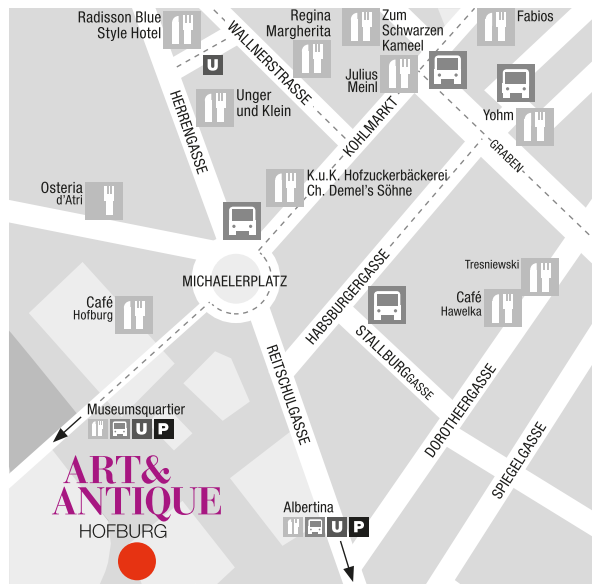 Radisson Blue
Style Hotel
WALLNERSTRASSE
Regina
Margherita
Zum
Schwarzen
Kameel
Fabios
U
Julius
Meinl
HERRENGASSE
Unger
und Klein
KOHLMARKT
Yohm
GRABEN
K.u.K. Hofzuckerbäckerei
Ch. Demel's Söhne
Osteria
d'Atri
MICHAELERPLATZ
HABSBURGERGASSE
Tresniewski
Café
Hofburg
Café
Hawelka
STALLBURGGASSE
REITSCHULGASSE
DOROTHEERGASSE
SPIEGELGASSE
Museumsquartier
U P
ART&
ANTIQUE
HOFBURG
Albertina
U P